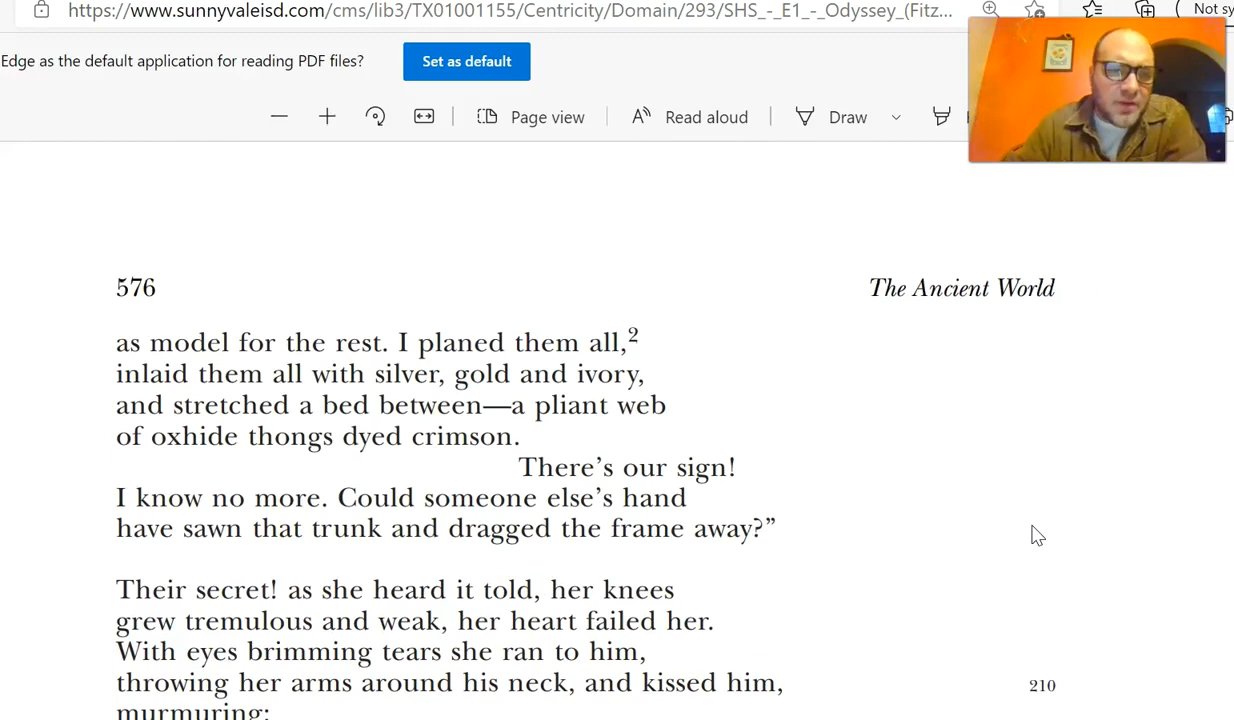 https://www.sunnyvaleisd.com/cms/lib3/TX01001155/Centricity/Domain/293/SHS_-_E1_-_Odyssey_(Fitz...
Not sy
Edge as the default application for reading PDF files?
Set as default
Page view
Read aloud
Draw
576
The Ancient World
as model for the rest. I planed them all,2
inlaid them all with silver, gold and ivory,
and stretched a bed between—a pliant web
of oxhide thongs dyed crimson.
There's our sign!
I know no more. Could someone else's hand
have sawn that trunk and dragged the frame away?”
Their secret! as she heard it told, her knees
grew tremulous and weak, her heart failed her.
With eyes brimming tears she ran to him,
throwing her arms around his neck, and kissed him,
210
murmuring: